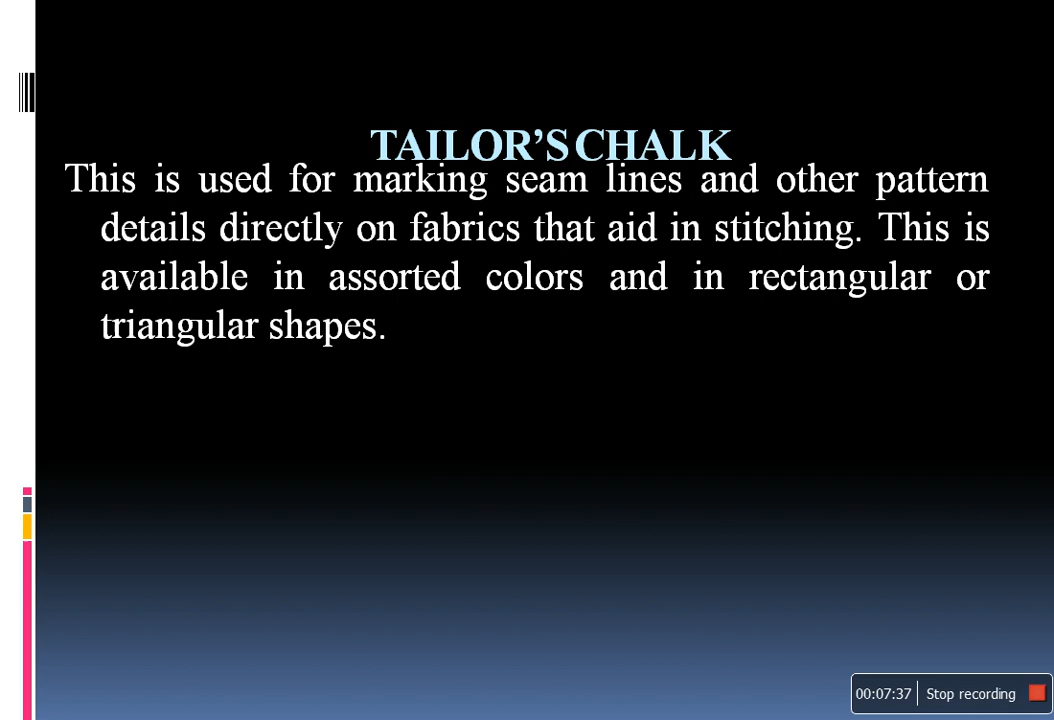 TAILOR’S CHALK
This is used for marking seam lines and other pattern
details directly on fabrics that aid in stitching. This is
available in assorted colors and in rectangular or
triangular shapes.
00:07:37 Stop recording